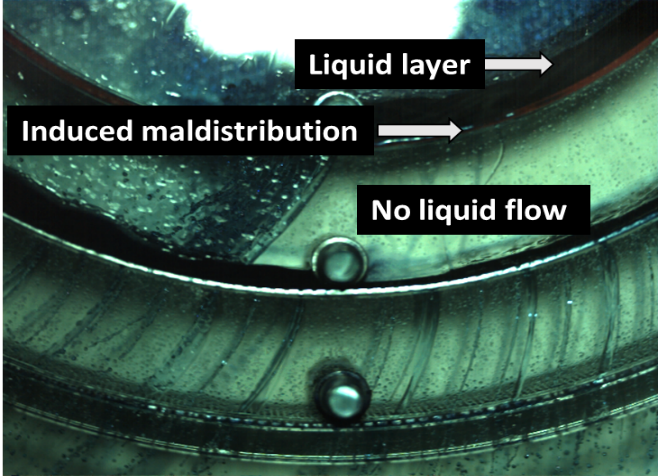 Liquid layer
Induced maldistribution
No liquid flow